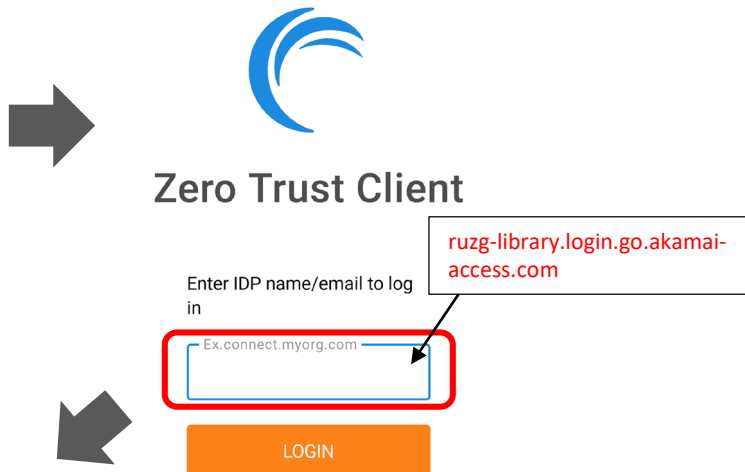 Zero Trust Client
ruzg-library.login.go.akamai-
access.com
Enter IDP name/email to log
in
Ex.connect.myorg.com
LOGIN